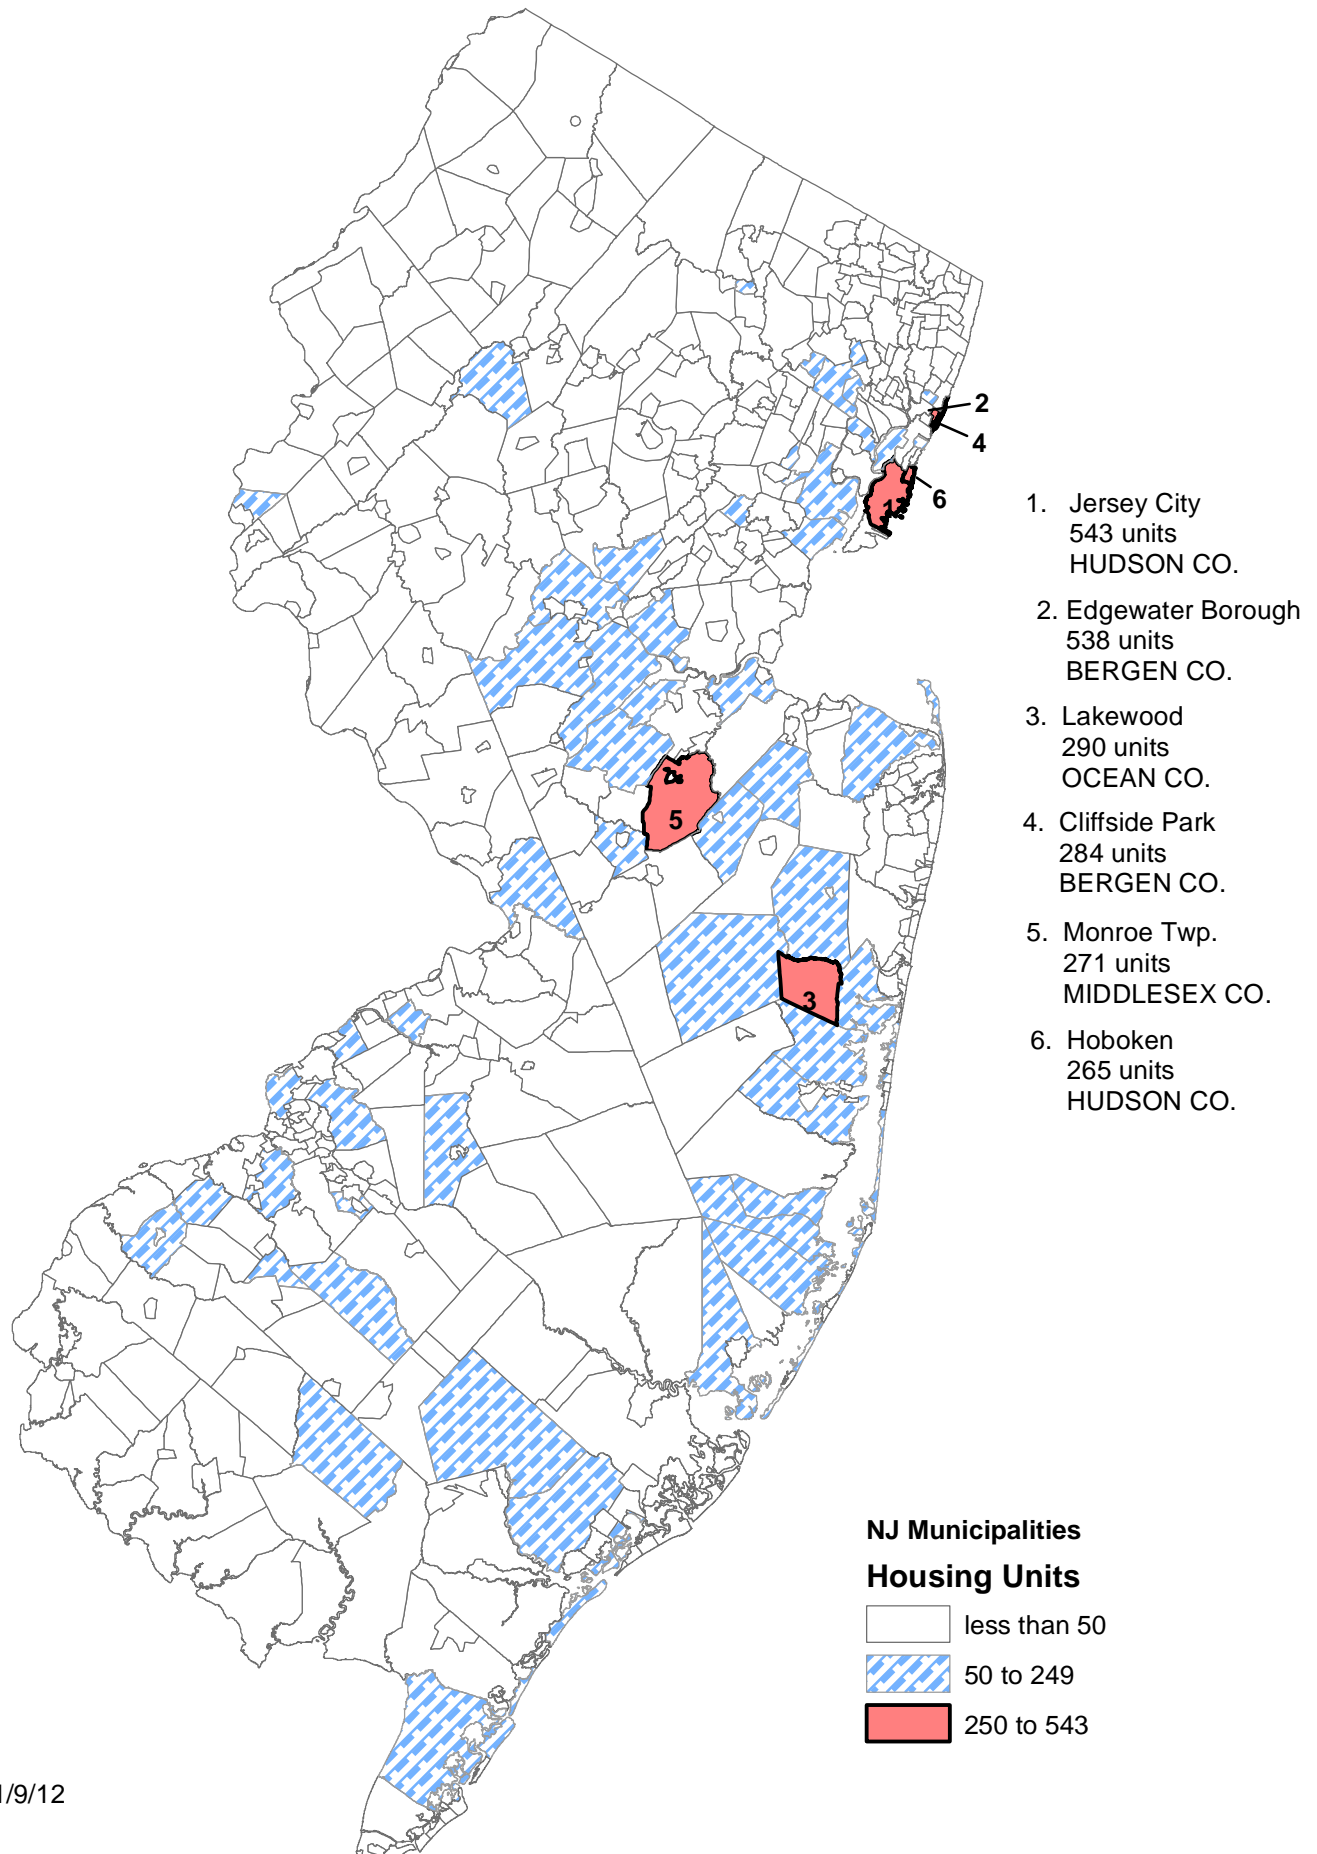 2
4
6
1
5
3
1. Jersey City
543 units
HUDSON CO.
2. Edgewater Borough
538 units
BERGEN CO.
3. Lakewood
290 units
OCEAN CO.
4. Cliffside Park
284 units
BERGEN CO.
5. Monroe Twp.
271 units
MIDDLESEX CO.
6. Hoboken
265 units
HUDSON CO.
NJ Municipalities
Housing Units
less than 50
50 to 249
250 to 543
/9/12